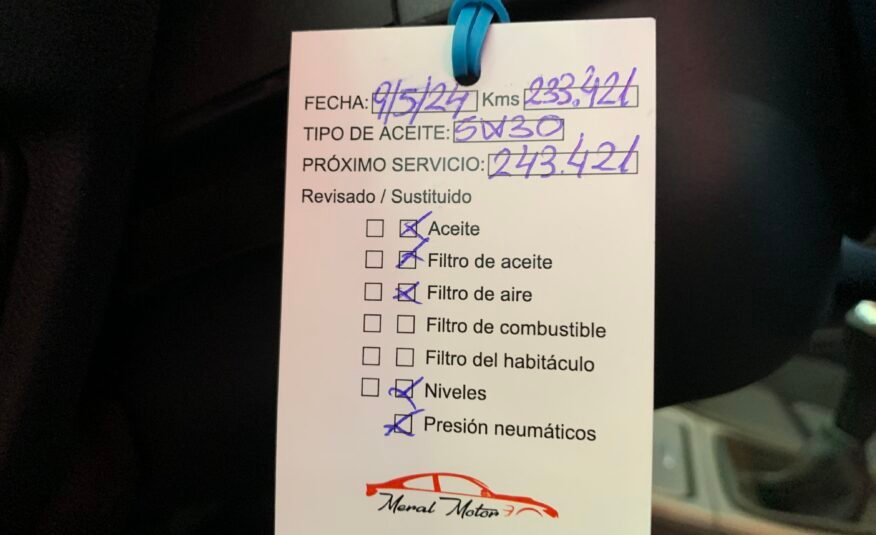 FECHA: 9/5/24 Kms 233.421
TIPO DE ACEITE: 5W30
PRÓXIMO SERVICIO: 243.421
Revisado / Sustituido
Aceite
Filtro de aceite
Filtro de aire
Filtro de combustible
Filtro del habitáculo
Niveles
Presión neumáticos
Meral Motor